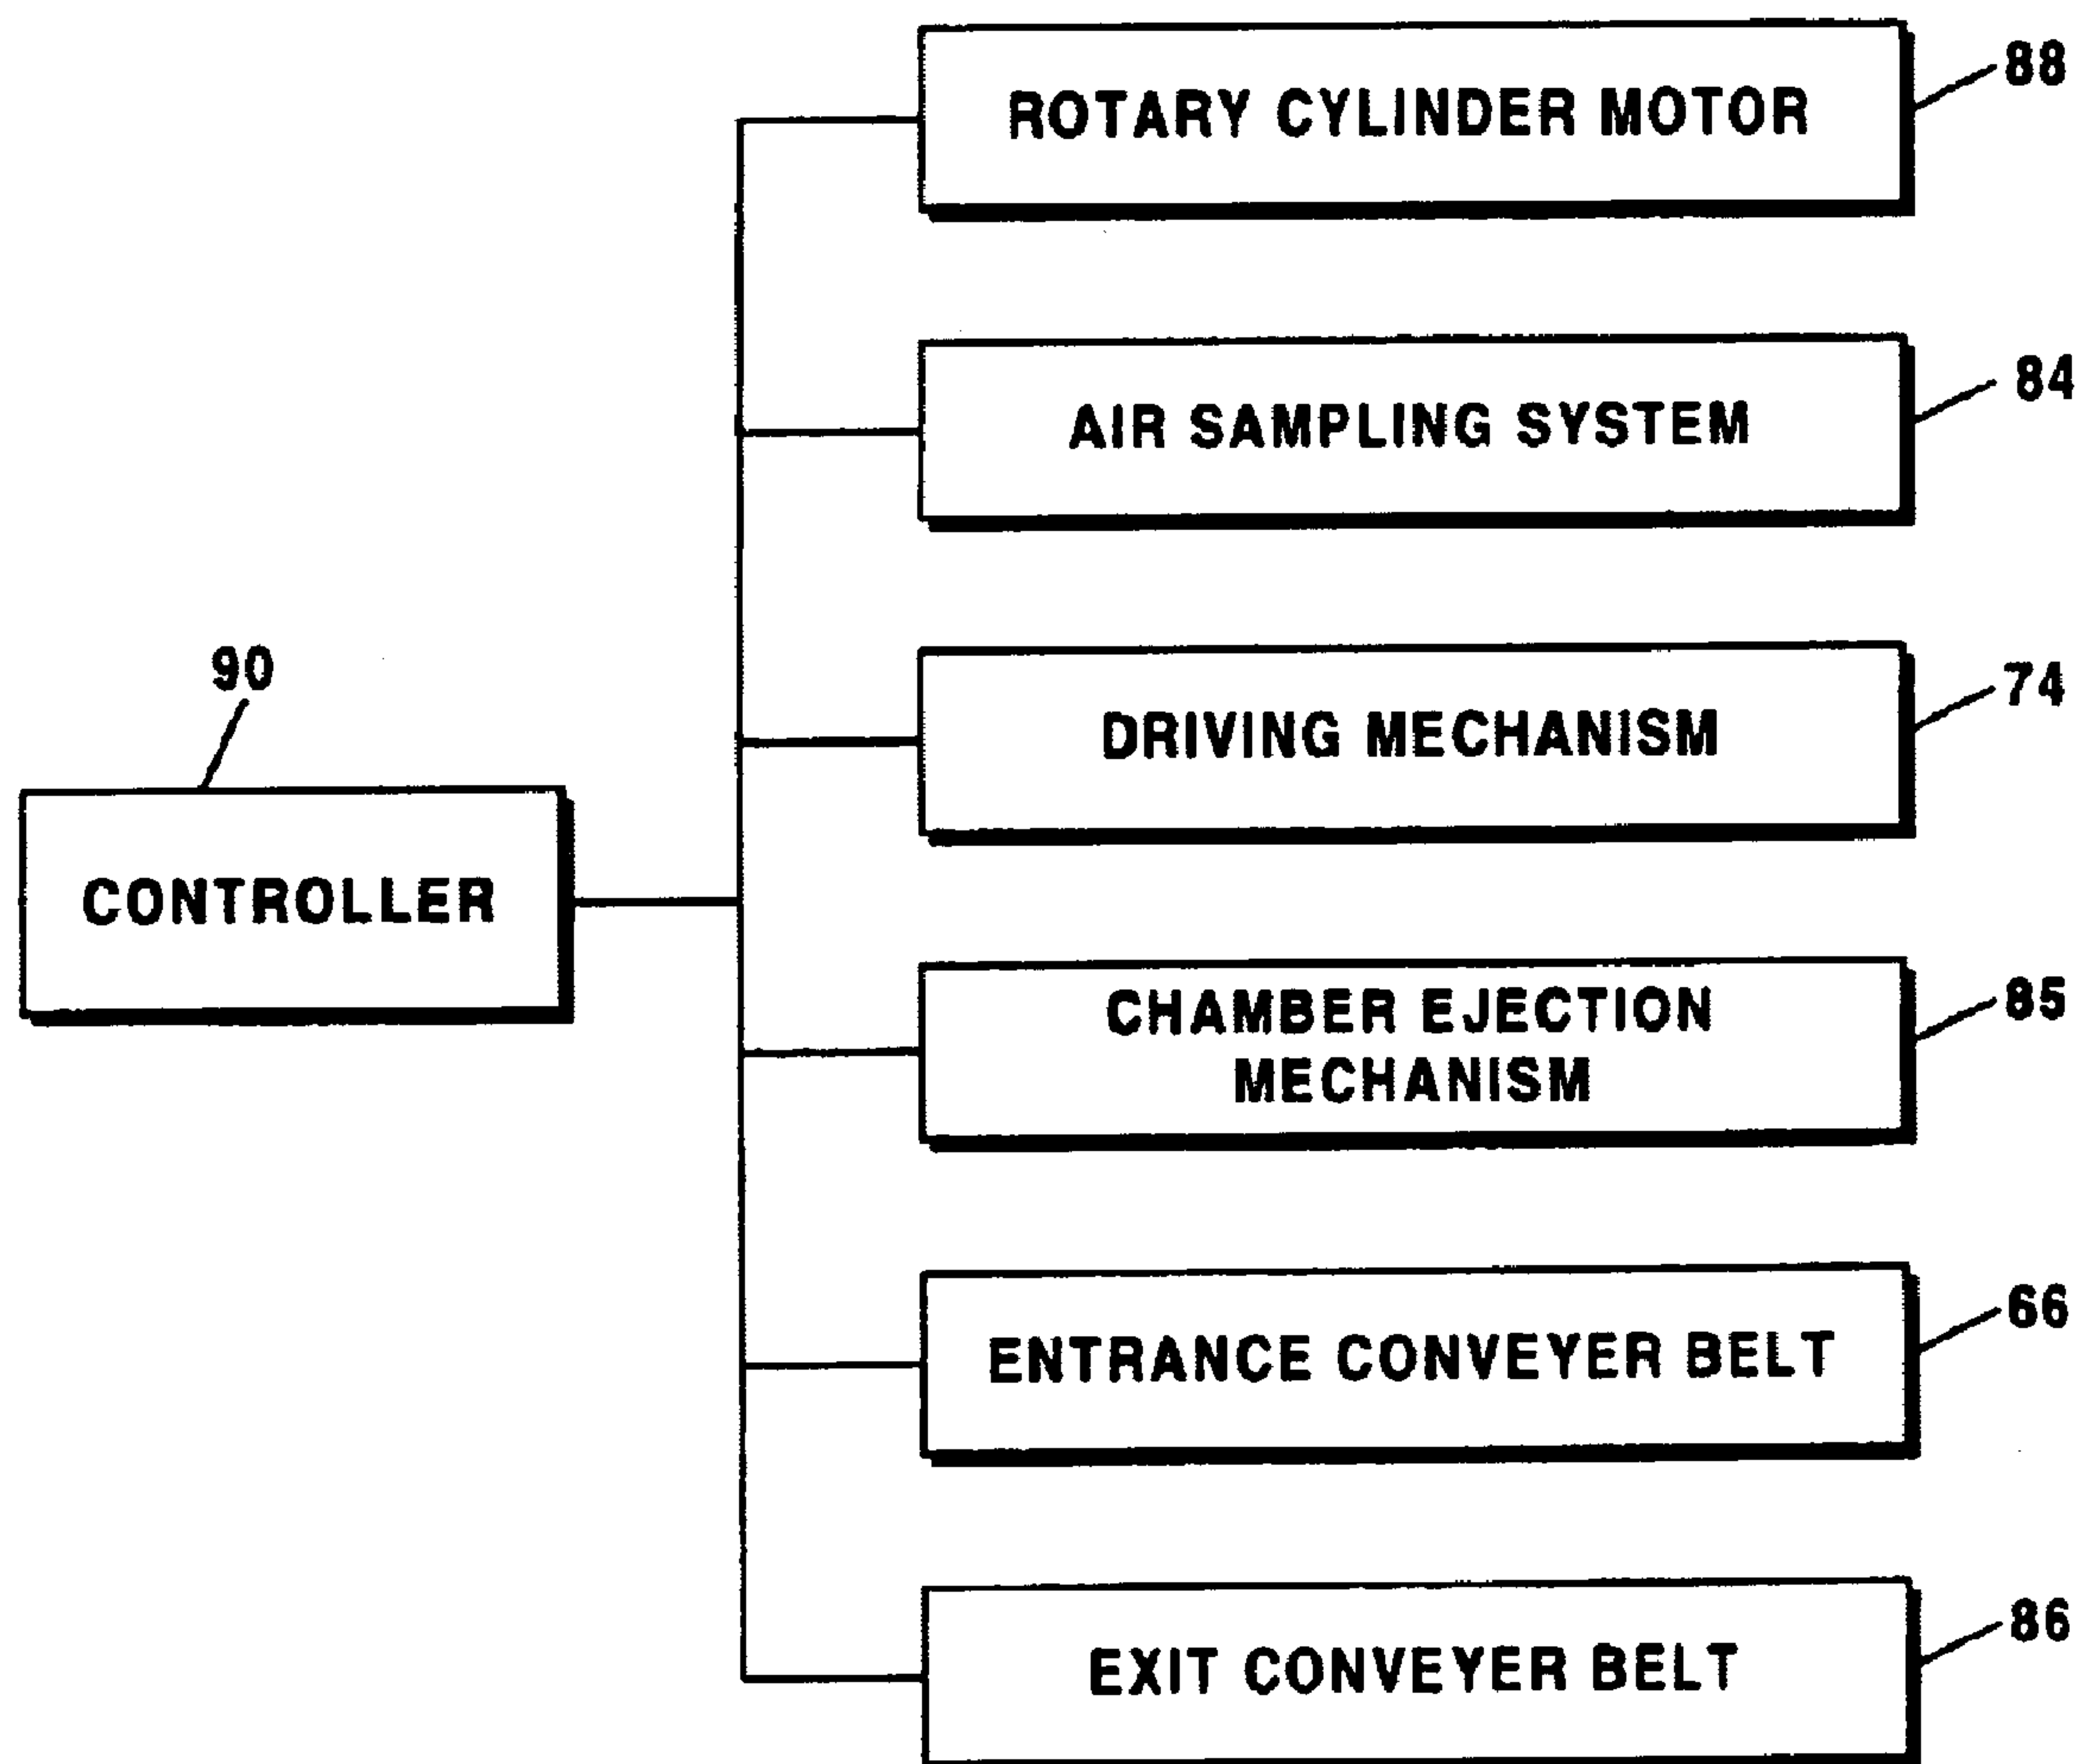 88
ROTARY CYLINDER MOTOR
84
AIR SAMPLING SYSTEM
74
DRIVING MECHANISM
90
CONTROLLER
85
CHAMBER EJECTION
MECHANISM
66
ENTRANCE CONVEYER BELT
86
EXIT CONVEYER BELT